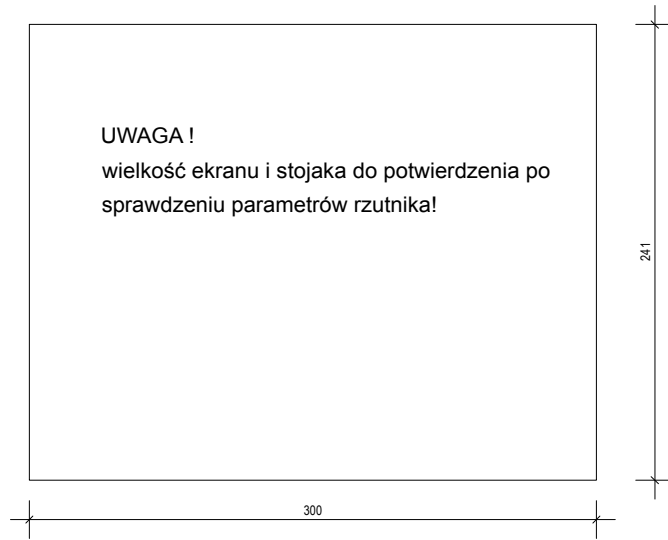 UWAGA !
wielkość ekranu i stojaka do potwierdzenia po
sprawdzeniu parametrów rzutnika!
241
300